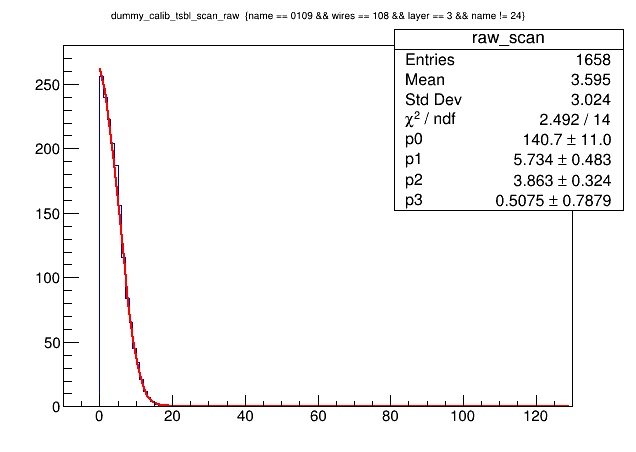 dummy_calib_tsbl_scan_raw {name == 0109 && wires == 108 && layer == 3 && name != 24}
raw_scan
Entries 1658
Mean 3.595
Std Dev 3.024
χ² / ndf 2.492 / 14
p0 140.7 ± 11.0
p1 5.734 ± 0.483
p2 3.863 ± 0.324
p3 0.5075 ± 0.7879
250
200
150
100
50
0
0 20 40 60 80 100 120